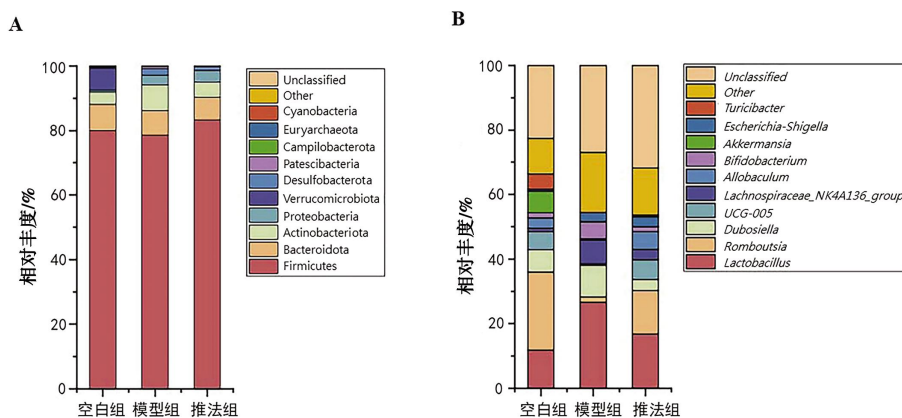 A
相对丰度/%
100
80
60
40
20
0
空白组 模型组 推法组
Unclassified
Other
Cyanobacteria
Euryarchaeota
Campilobacterota
Patescibacteria
Desulfobacterota
Verrucomicrobiota
Proteobacteria
Actinobacteriota
Bacteroidota
Firmicutes
B
相对丰度/%
100
80
60
40
20
0
空白组 模型组 推法组
Unclassified
Other
Turicibacter
Escherichia-Shigella
Akkermansia
Bifidobacterium
Allobaculum
Lachnospiraceae_NK4A136_group
UCG-005
Dubosiella
Romboutsia
Lactobacillus